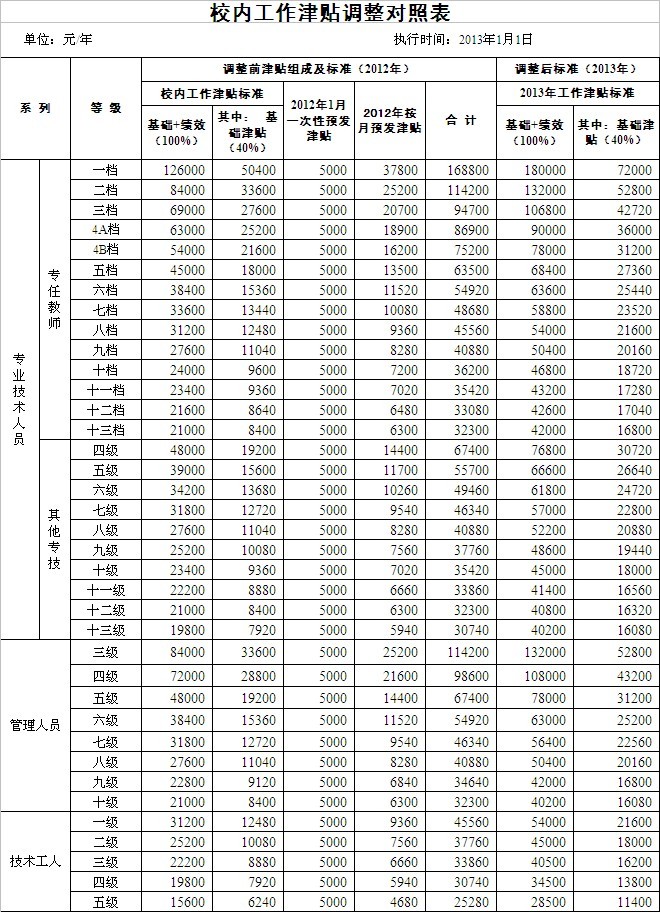 校内工作津贴调整对照表
单位：元/年 执行时间：2013年1月1日
系 列 等 级 调整前津贴组成及标准（2012年） 调整后标准（2013年）
校内工作津贴标准 2012年1月一次性预发津贴 2012年按月预发津贴 合 计 2013年工作津贴标准
基础+绩效（100%） 其中： 基础津贴（40%） 基础+绩效（100%） 其中：基础津贴（40%）
专业技术人员
专任教师
一档 126000 50400 5000 37800 168800 180000 72000
二档 84000 33600 5000 25200 114200 132000 52800
三档 69000 27600 5000 20700 94700 106800 42720
4A档 63000 25200 5000 18900 86900 90000 36000
4B档 54000 21600 5000 16200 75200 78000 31200
五档 45000 18000 5000 13500 63500 68400 27360
六档 38400 15360 5000 11520 54920 63600 25440
七档 33600 13440 5000 10080 48680 58800 23520
八档 31200 12480 5000 9360 45560 54000 21600
九档 27600 11040 5000 8280 40880 50400 20160
十档 24000 9600 5000 7200 36200 46800 18720
十一档 23400 9360 5000 7020 35420 43200 17280
十二档 21600 8640 5000 6480 33080 42600 17040
十三档 21000 8400 5000 6300 32300 42000 16800
其他专技
四级 48000 19200 5000 14400 67400 76800 30720
五级 39000 15600 5000 11700 55700 66600 26640
六级 34200 13680 5000 10260 49460 61800 24720
七级 31800 12720 5000 9540 46340 57000 22800
八级 27600 11040 5000 8280 40880 52200 20880
九级 25200 10080 5000 7560 37760 48600 19440
十级 23400 9360 5000 7020 35420 45000 18000
十一级 22200 8880 5000 6660 33860 41400 16560
十二级 21000 8400 5000 6300 32300 40800 16320
十三级 19800 7920 5000 5940 30740 40200 16080
管理人员
三级 84000 33600 5000 25200 114200 132000 52800
四级 72000 28800 5000 21600 98600 108000 43200
五级 48000 19200 5000 14400 67400 78000 31200
六级 38400 15360 5000 11520 54920 63000 25200
七级 31800 12720 5000 9540 46340 56400 22560
八级 27600 11040 5000 8280 40880 50400 20160
九级 22800 9120 5000 6840 34640 42000 16800
十级 21000 8400 5000 6300 32300 40200 16080
技术工人
一级 31200 12480 5000 9360 45560 54000 21600
二级 25200 10080 5000 7560 37760 45000 18000
三级 22200 8880 5000 6660 33860 40500 16200
四级 19800 7920 5000 5940 30740 34500 13800
五级 15600 6240 5000 4680 25280 28500 11400